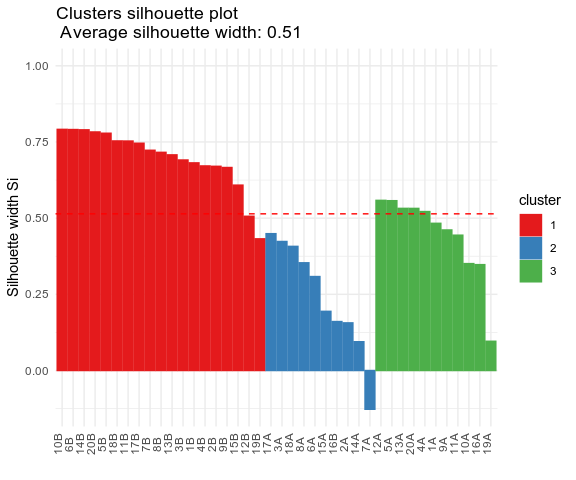 Clusters silhouette plot
Average silhouette width: 0.51
Silhouette width Si
1.00
0.75
0.50
0.25
0.00
10B
6B
14B
20B
5B
18B
11B
17B
7B
8B
13B
3B
1B
4B
2B
9B
15B
12B
19B
17A
3A
18A
8A
6A
15A
16B
2A
14A
7A
12A
5A
13A
20A
4A
1A
9A
11A
10A
16A
19A
cluster
1
2
3